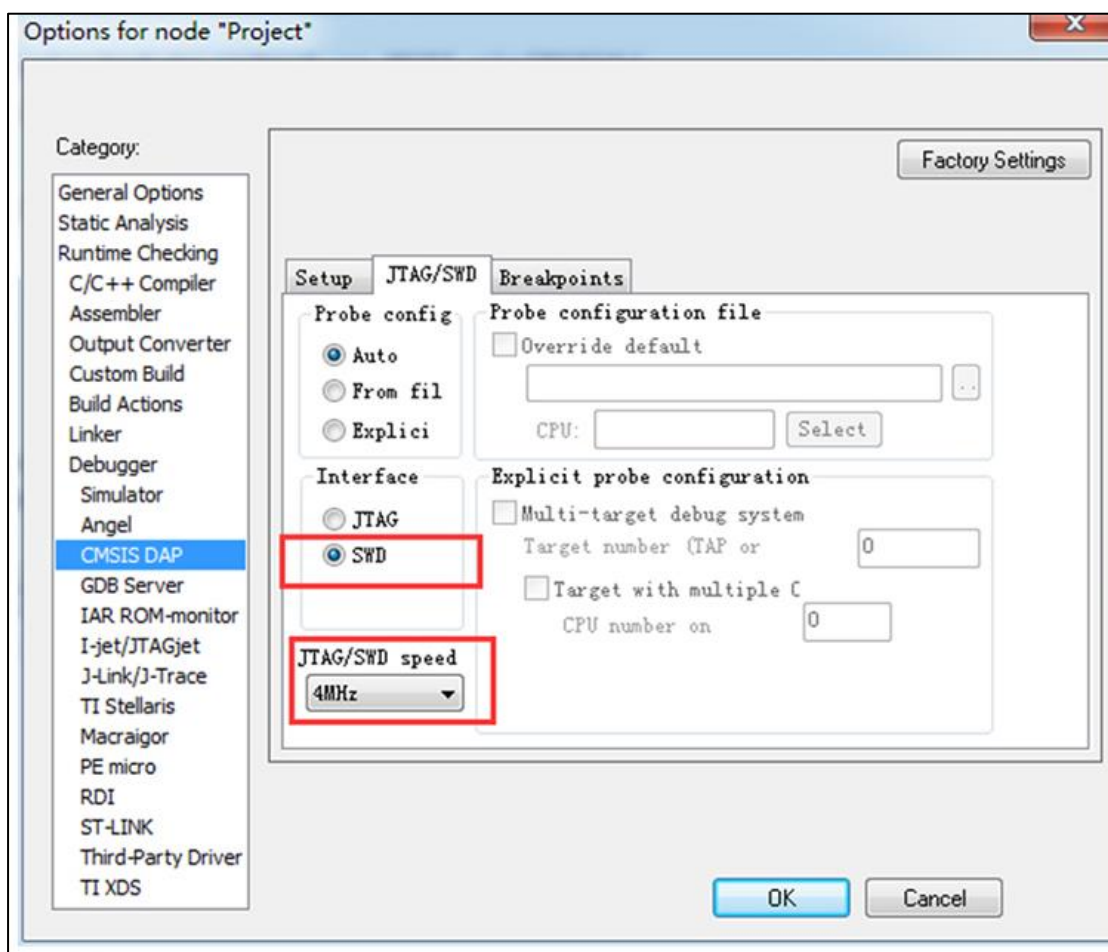 Options for node "Project"
Category:
Factory Settings
General Options
Static Analysis
Runtime Checking
C/C++ Compiler
Assembler
Output Converter
Custom Build
Build Actions
Linker
Debugger
Simulator
Angel
CMSIS DAP
GDB Server
IAR ROM-monitor
I-jet/JTAGjet
J-Link/J-Trace
TI Stellaris
Macraigor
PE micro
RDI
ST-LINK
Third-Party Driver
TI XDS
Setup JTAG/SWD Breakpoints
Probe config
Auto
From fil
Explici
Probe configuration file
Override default
..
CPU: Select
Interface
JTAG
SWD
Explicit probe configuration
Multi-target debug system
Target number (TAP or 0
Target with multiple C
CPU number on 0
JTAG/SWD speed
4MHz
OK Cancel